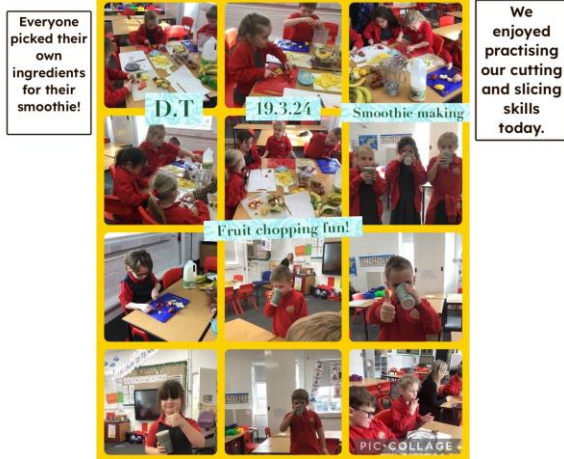 Everyone
picked their
own
ingredients
for their
smoothie!
We
enjoyed
practising
our cutting
and slicing
skills
today.
D.T
19.3.24
Smoothie making
Fruit chopping fun!
PIC•COLLAGE